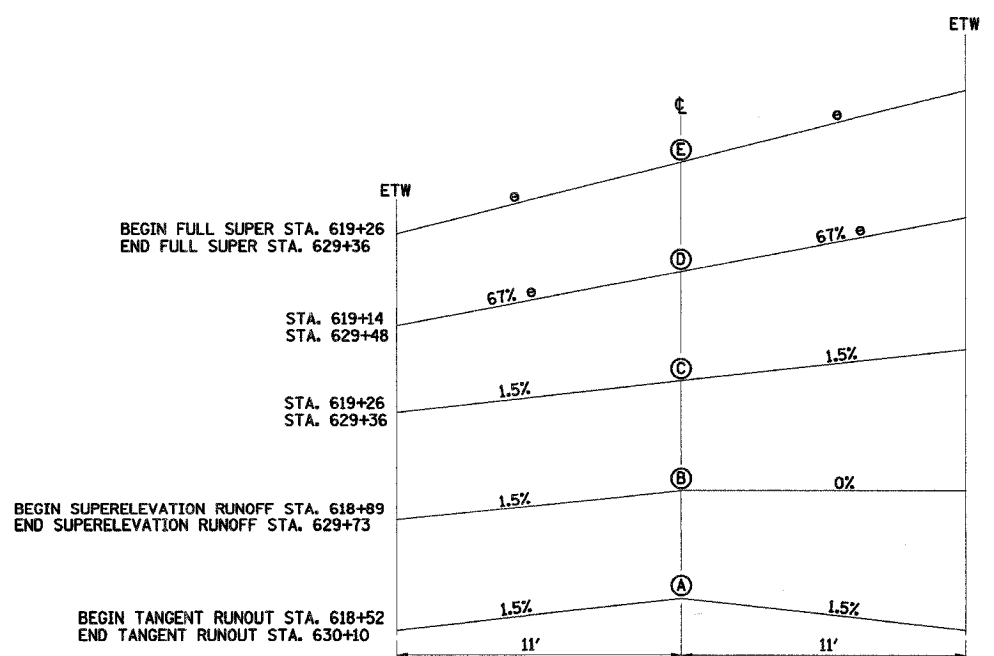 ETW
℄
Ⓔ
e
e
ETW
BEGIN FULL SUPER STA. 619+26
END FULL SUPER STA. 629+36
Ⓓ
67% e
67% e
STA. 619+14
STA. 629+48
Ⓒ
1.5%
1.5%
STA. 619+26
STA. 629+36
Ⓑ
1.5%
0%
BEGIN SUPERELEVATION RUNOFF STA. 618+89
END SUPERELEVATION RUNOFF STA. 629+73
Ⓐ
1.5%
1.5%
BEGIN TANGENT RUNOUT STA. 618+52
END TANGENT RUNOUT STA. 630+10
11'
11'